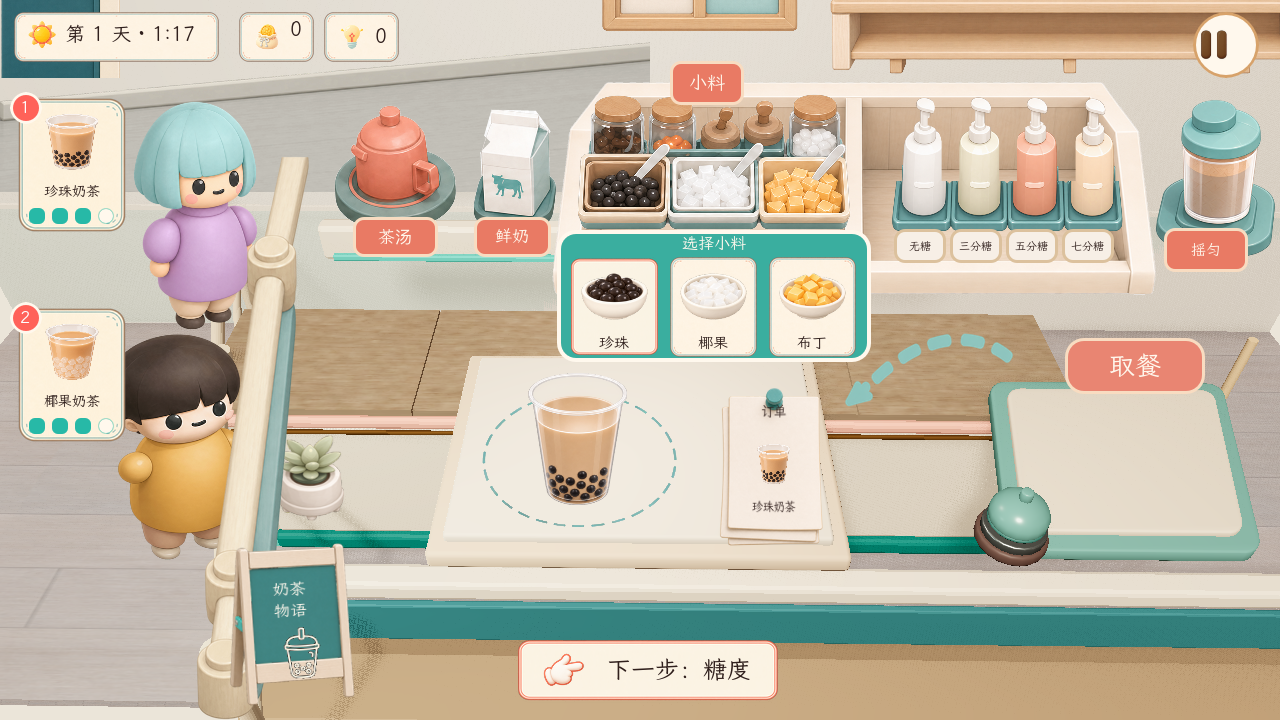 第 1 天·1:17
0
0
小料
1
珍珠奶茶
2
椰果奶茶
茶汤
鲜奶
无糖
三分糖
五分糖
七分糖
摇匀
选择小料
珍珠
椰果
布丁
取餐
订单
珍珠奶茶
奶茶
物语
下一步：糖度